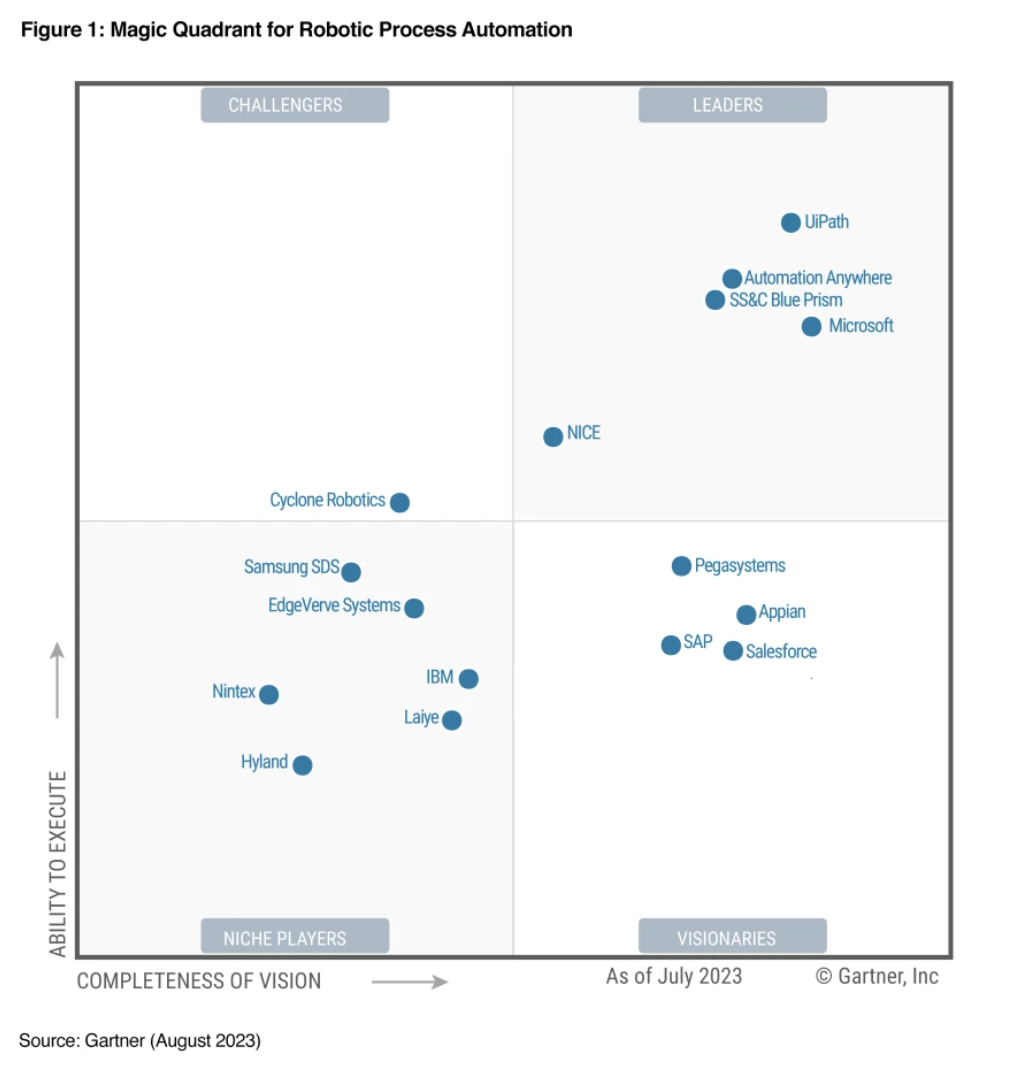 Figure 1: Magic Quadrant for Robotic Process Automation
CHALLENGERS
LEADERS
UiPath
Automation Anywhere
SS&C Blue Prism
Microsoft
NICE
Cyclone Robotics
Samsung SDS
EdgeVerve Systems
Pegasystems
Appian
SAP
Salesforce
IBM
Nintex
Laiye
Hyland
ABILITY TO EXECUTE
NICHE PLAYERS
VISIONARIES
COMPLETENESS OF VISION
As of July 2023
© Gartner, Inc
Source: Gartner (August 2023)